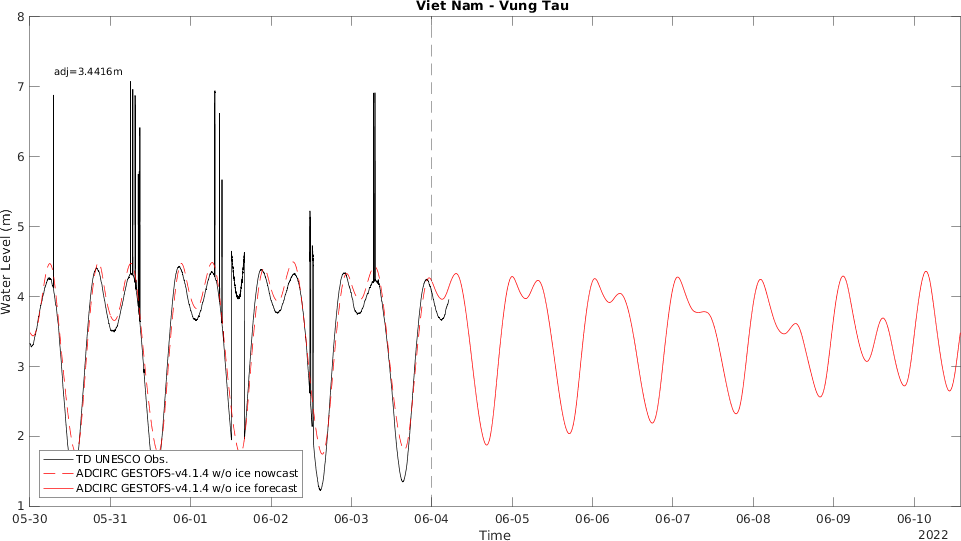 Viet Nam - Vung Tau
8
adj=3.4416m
7
6
5
4
3
2
1
Water Level (m)
TD UNESCO Obs.
ADCIRC GESTOFS-v4.1.4 w/o ice nowcast
ADCIRC GESTOFS-v4.1.4 w/o ice forecast
05-30 05-31 06-01 06-02 06-03 06-04 06-05 06-06 06-07 06-08 06-09 06-10
Time
2022